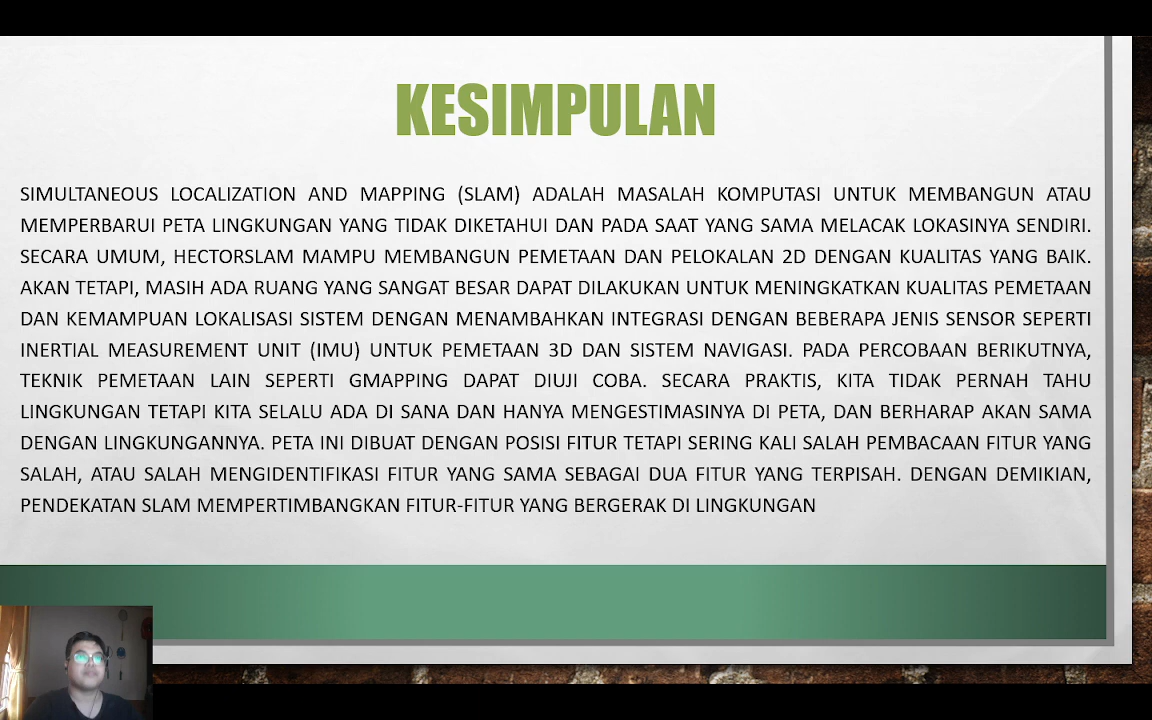 KESIMPULAN
SIMULTANEOUS LOCALIZATION AND MAPPING (SLAM) ADALAH MASALAH KOMPUTASI UNTUK MEMBANGUN ATAU
MEMPERBARUI PETA LINGKUNGAN YANG TIDAK DIKETAHUI DAN PADA SAAT YANG SAMA MELACAK LOKASINYA SENDIRI.
SECARA UMUM, HECTORSLAM MAMPU MEMBANGUN PEMETAAN DAN PELOKALAN 2D DENGAN KUALITAS YANG BAIK.
AKAN TETAPI, MASIH ADA RUANG YANG SANGAT BESAR DAPAT DILAKUKAN UNTUK MENINGKATKAN KUALITAS PEMETAAN
DAN KEMAMPUAN LOKALISASI SISTEM DENGAN MENAMBAHKAN INTEGRASI DENGAN BEBERAPA JENIS SENSOR SEPERTI
INERTIAL MEASUREMENT UNIT (IMU) UNTUK PEMETAAN 3D DAN SISTEM NAVIGASI. PADA PERCOBAAN BERIKUTNYA,
TEKNIK PEMETAAN LAIN SEPERTI GMAPPING DAPAT DIUJI COBA. SECARA PRAKTIS, KITA TIDAK PERNAH TAHU
LINGKUNGAN TETAPI KITA SELALU ADA DI SANA DAN HANYA MENGESTIMASINYA DI PETA, DAN BERHARAP AKAN SAMA
DENGAN LINGKUNGANNYA. PETA INI DIBUAT DENGAN POSISI FITUR TETAPI SERING KALI SALAH PEMBACAAN FITUR YANG
SALAH, ATAU SALAH MENGIDENTIFIKASI FITUR YANG SAMA SEBAGAI DUA FITUR YANG TERPISAH. DENGAN DEMIKIAN,
PENDEKATAN SLAM MEMPERTIMBANGKAN FITUR-FITUR YANG BERGERAK DI LINGKUNGAN